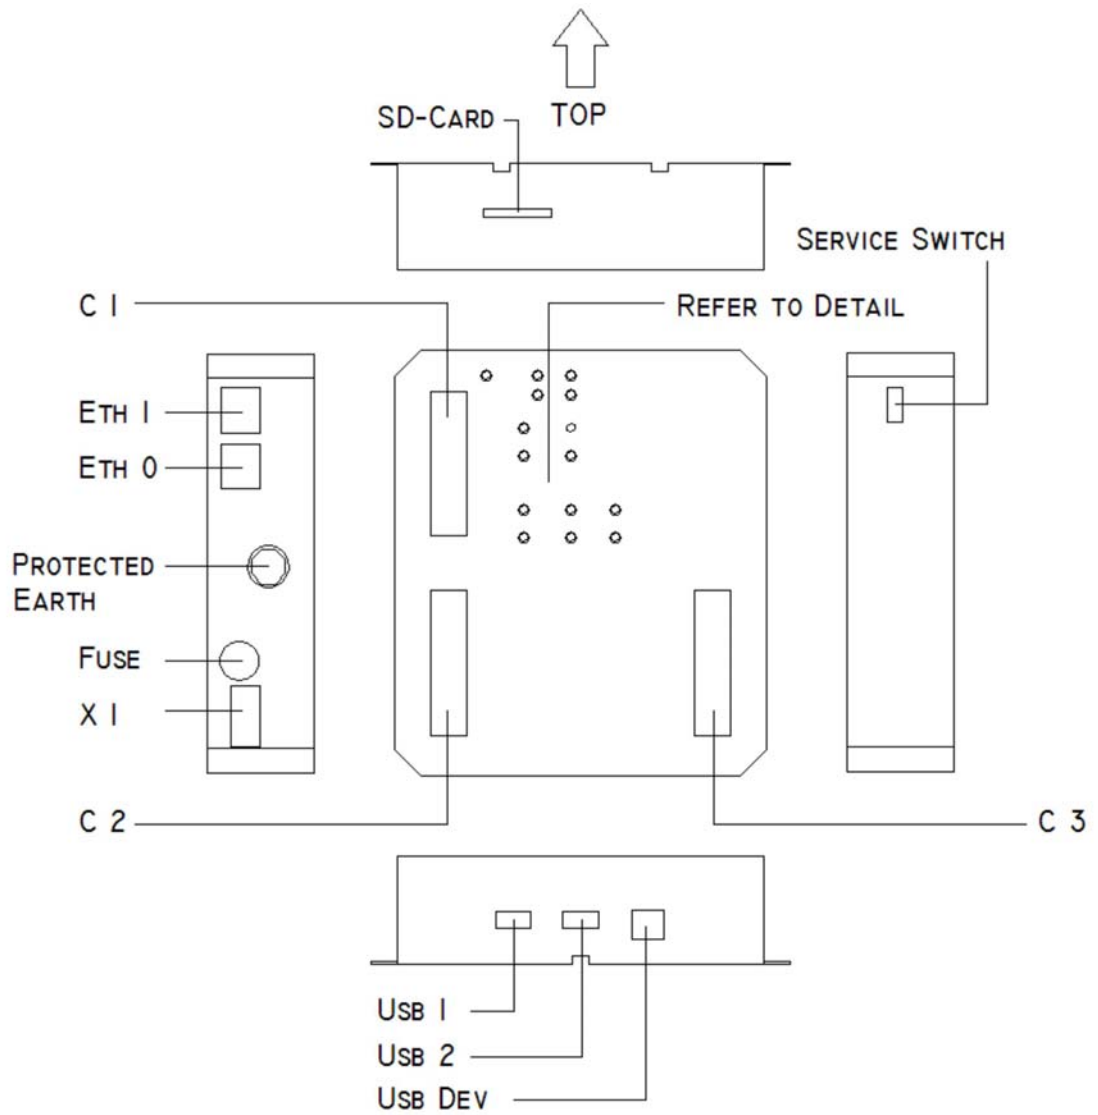 TOP
SD-CARD
SERVICE SWITCH
C 1
REFER TO DETAIL
ETH 1
ETH 0
PROTECTED
EARTH
FUSE
X 1
C 2
C 3
USB 1
USB 2
USB DEV